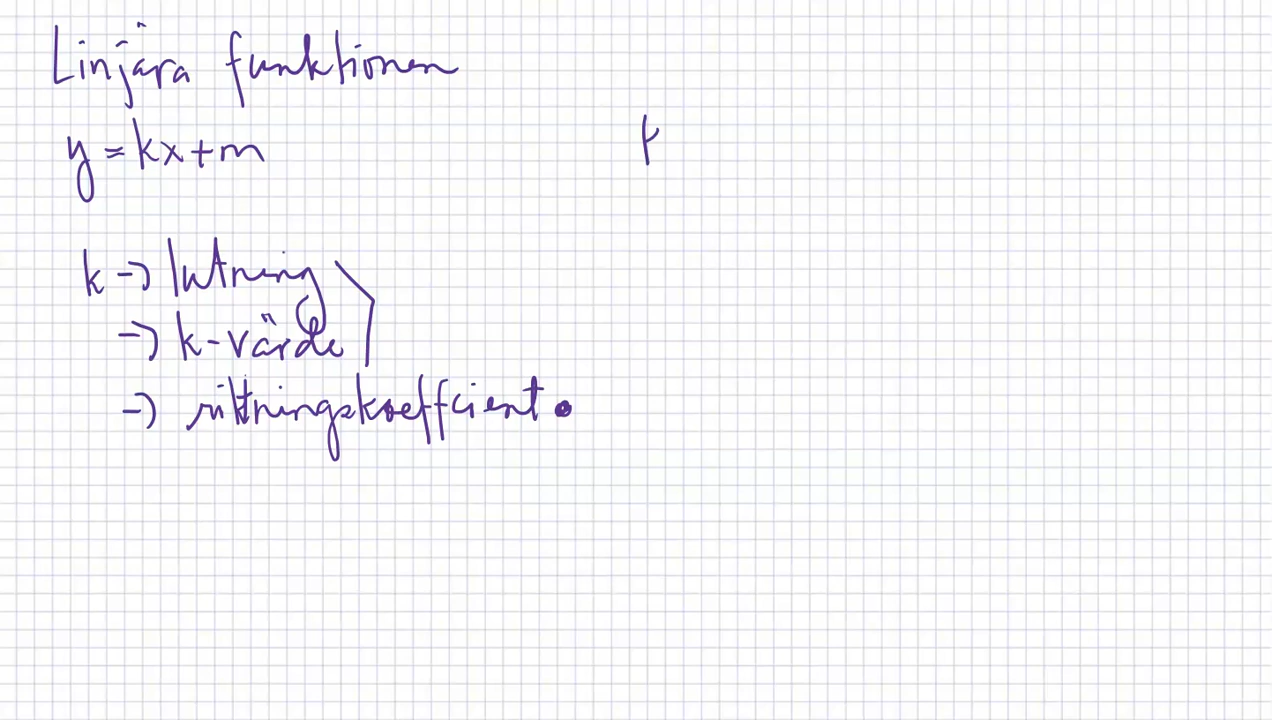 Linjära funktionen
y = kx + m
k
k → lutning
→ k-värde
→ riktningskoefficient